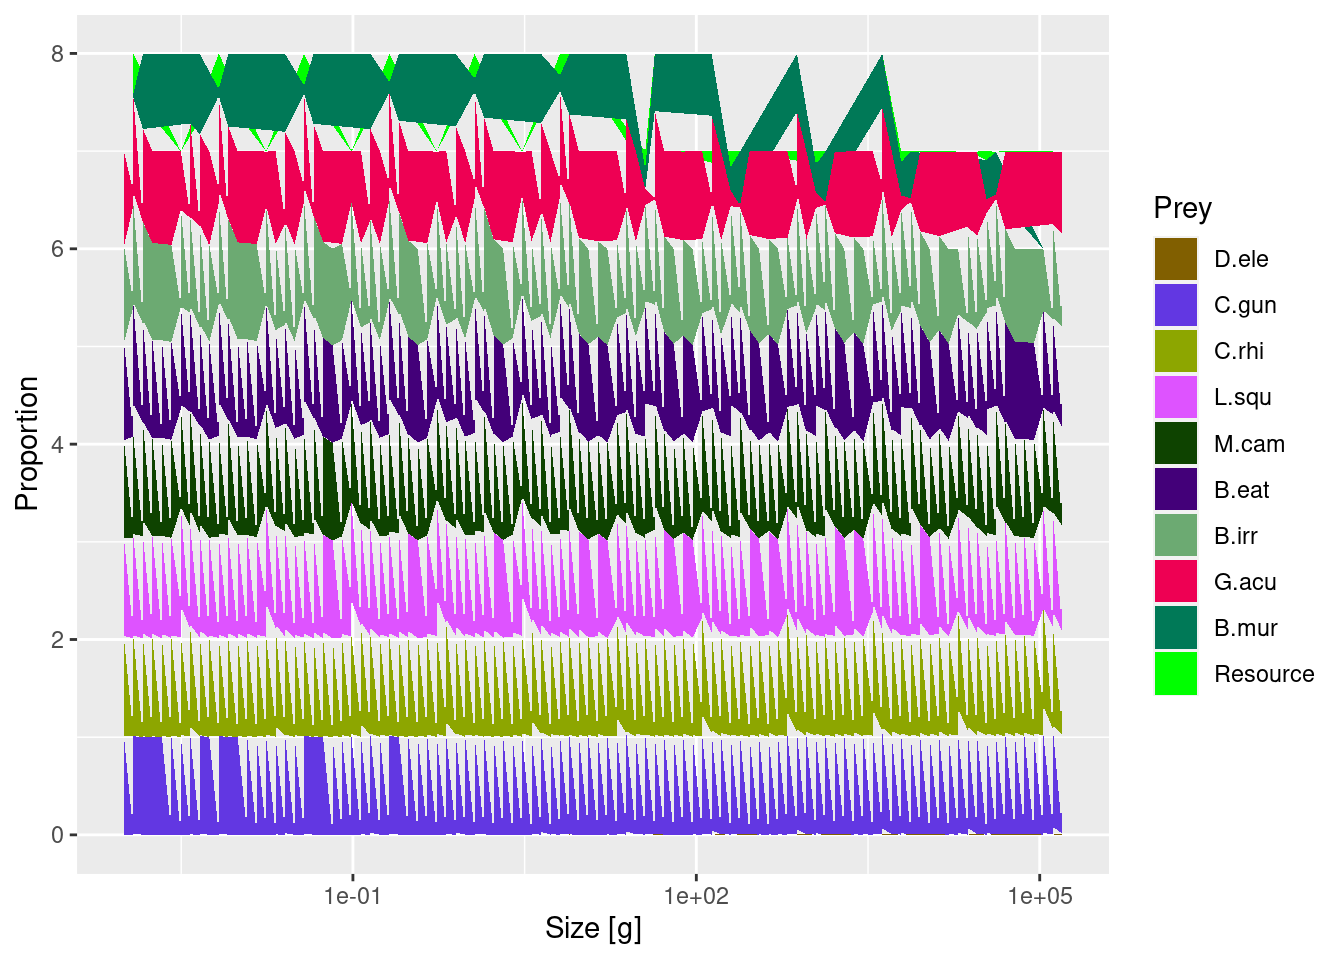 8
6
4
2
0
Proportion
1e-01
1e+02
1e+05
Size [g]
Prey
D.ele
C.gun
C.rhi
L.squ
M.cam
B.eat
B.irr
G.acu
B.mur
Resource